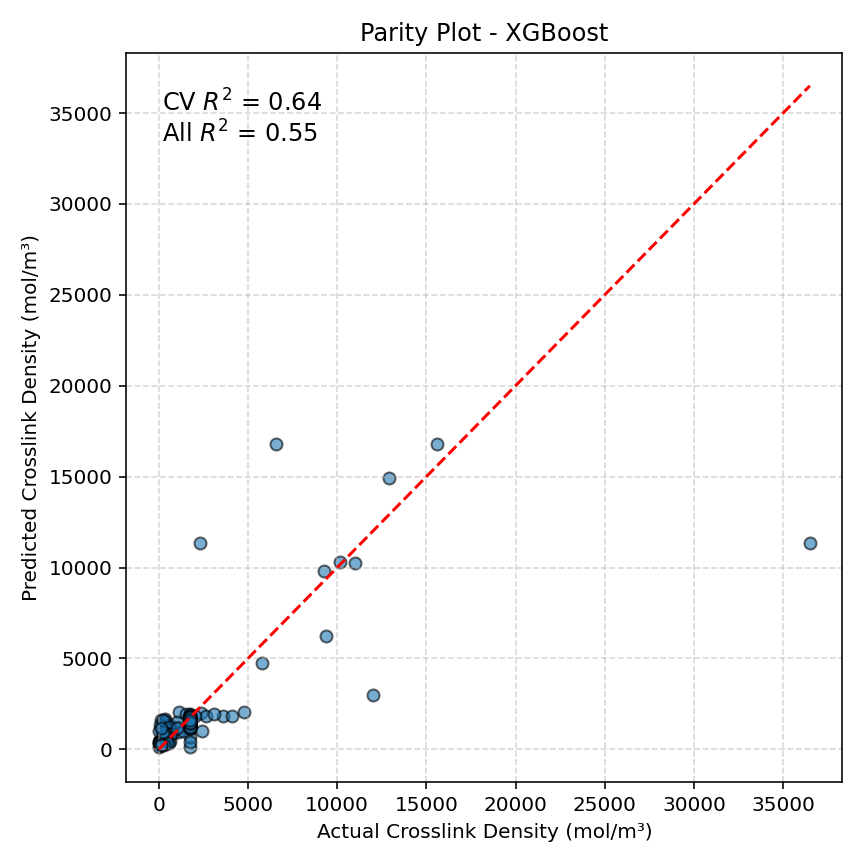 Parity Plot - XGBoost
CV R² = 0.64
All R² = 0.55
Predicted Crosslink Density (mol/m³)
35000
30000
25000
20000
15000
10000
5000
0
0 5000 10000 15000 20000 25000 30000 35000
Actual Crosslink Density (mol/m³)